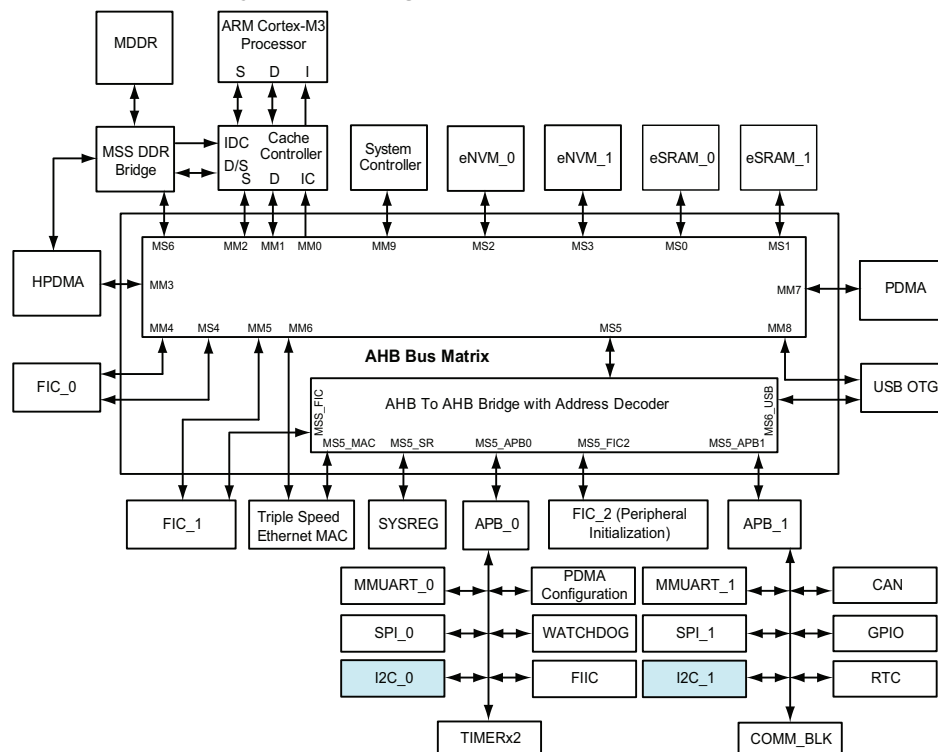 ARM Cortex-M3
Processor
S D I
MDDR
MSS DDR
Bridge
IDC
Cache
Controller
D/S
S D IC
System
Controller
eNVM_0
eNVM_1
eSRAM_0
eSRAM_1
MS6
MM2
MM1
MM0
MM9
MS2
MS3
MS0
MS1
HPDMA
MM3
MM7
PDMA
MM4
MS4
MM5
MM6
MS5
MM8
AHB Bus Matrix
FIC_0
USB OTG
MSS_FIC
AHB To AHB Bridge with Address Decoder
MS6_USB
MS5_MAC
MS5_SR
MS5_APB0
MS5_FIC2
MS5_APB1
FIC_1
Triple Speed
Ethernet MAC
SYSREG
APB_0
FIC_2 (Peripheral
Initialization)
APB_1
MMUART_0
PDMA
Configuration
MMUART_1
CAN
SPI_0
WATCHDOG
SPI_1
GPIO
I2C_0
FIIC
I2C_1
RTC
TIMERx2
COMM_BLK